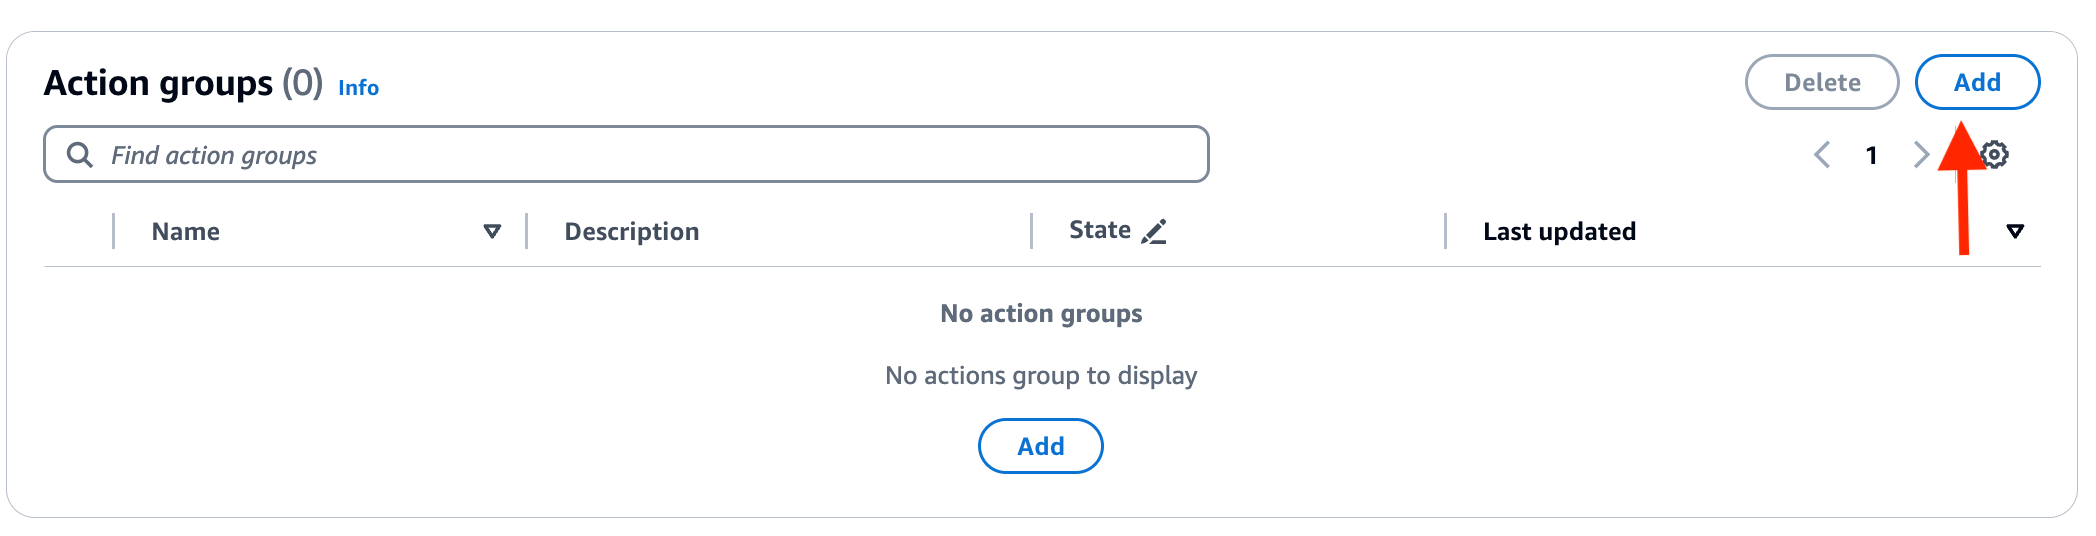 Action groups (0) Info
Delete
Add
Find action groups
1
Name
Description
State
Last updated
No action groups
No actions group to display
Add